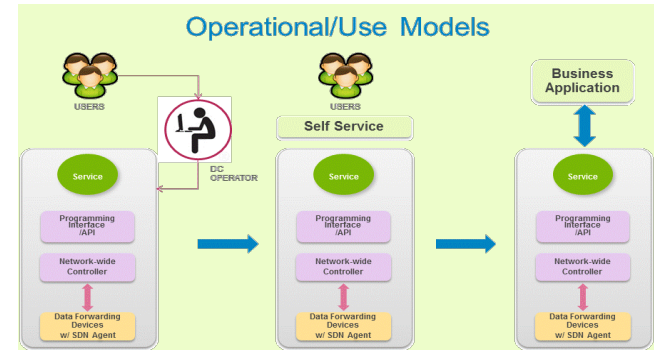 Operational/Use Models
USERS
DC
OPERATOR
Service
Programming
Interface
/API
Network-wide
Controller
Data Forwarding
Devices
w/ SDN Agent
USERS
Self Service
Service
Programming
Interface
/API
Network-wide
Controller
Data Forwarding
Devices
w/ SDN Agent
Business
Application
Service
Programming
Interface
/API
Network-wide
Controller
Data Forwarding
Devices
w/ SDN Agent